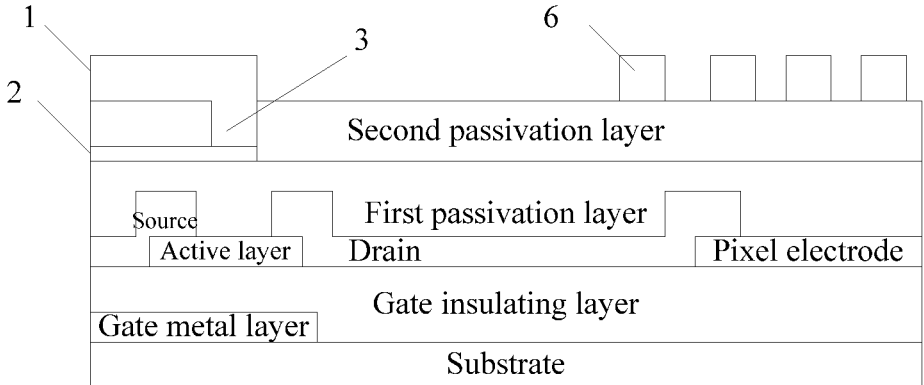 1
3
6
2
Second passivation layer
First passivation layer
Source
Active layer
Drain
Pixel electrode
Gate insulating layer
Gate metal layer
Substrate